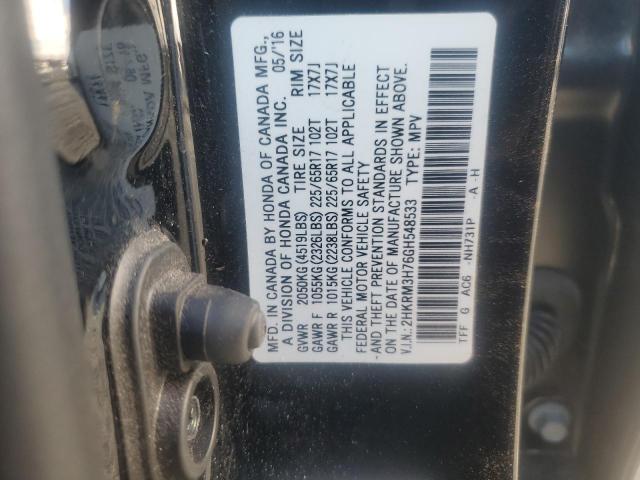 MFD. IN CANADA BY HONDA OF CANADA MFG.,
A DIVISION OF HONDA CANADA INC. 05/'16
GVWR 2050KG(4519LBS) TIRE SIZE RIM SIZE
GAWR F 1055KG(2326LBS) 225/65R17 102T 17X7J
GAWR R 1015KG(2238LBS) 225/65R17 102T 17X7J
THIS VEHICLE CONFORMS TO ALL APPLICABLE
FEDERAL MOTOR VEHICLE SAFETY
AND THEFT PREVENTION STANDARDS IN EFFECT
ON THE DATE OF MANUFACTURE SHOWN ABOVE.
V.I.N.: 2HKRM3H76GH548533 MPV
TFF G AC6 -NH731P -A-H